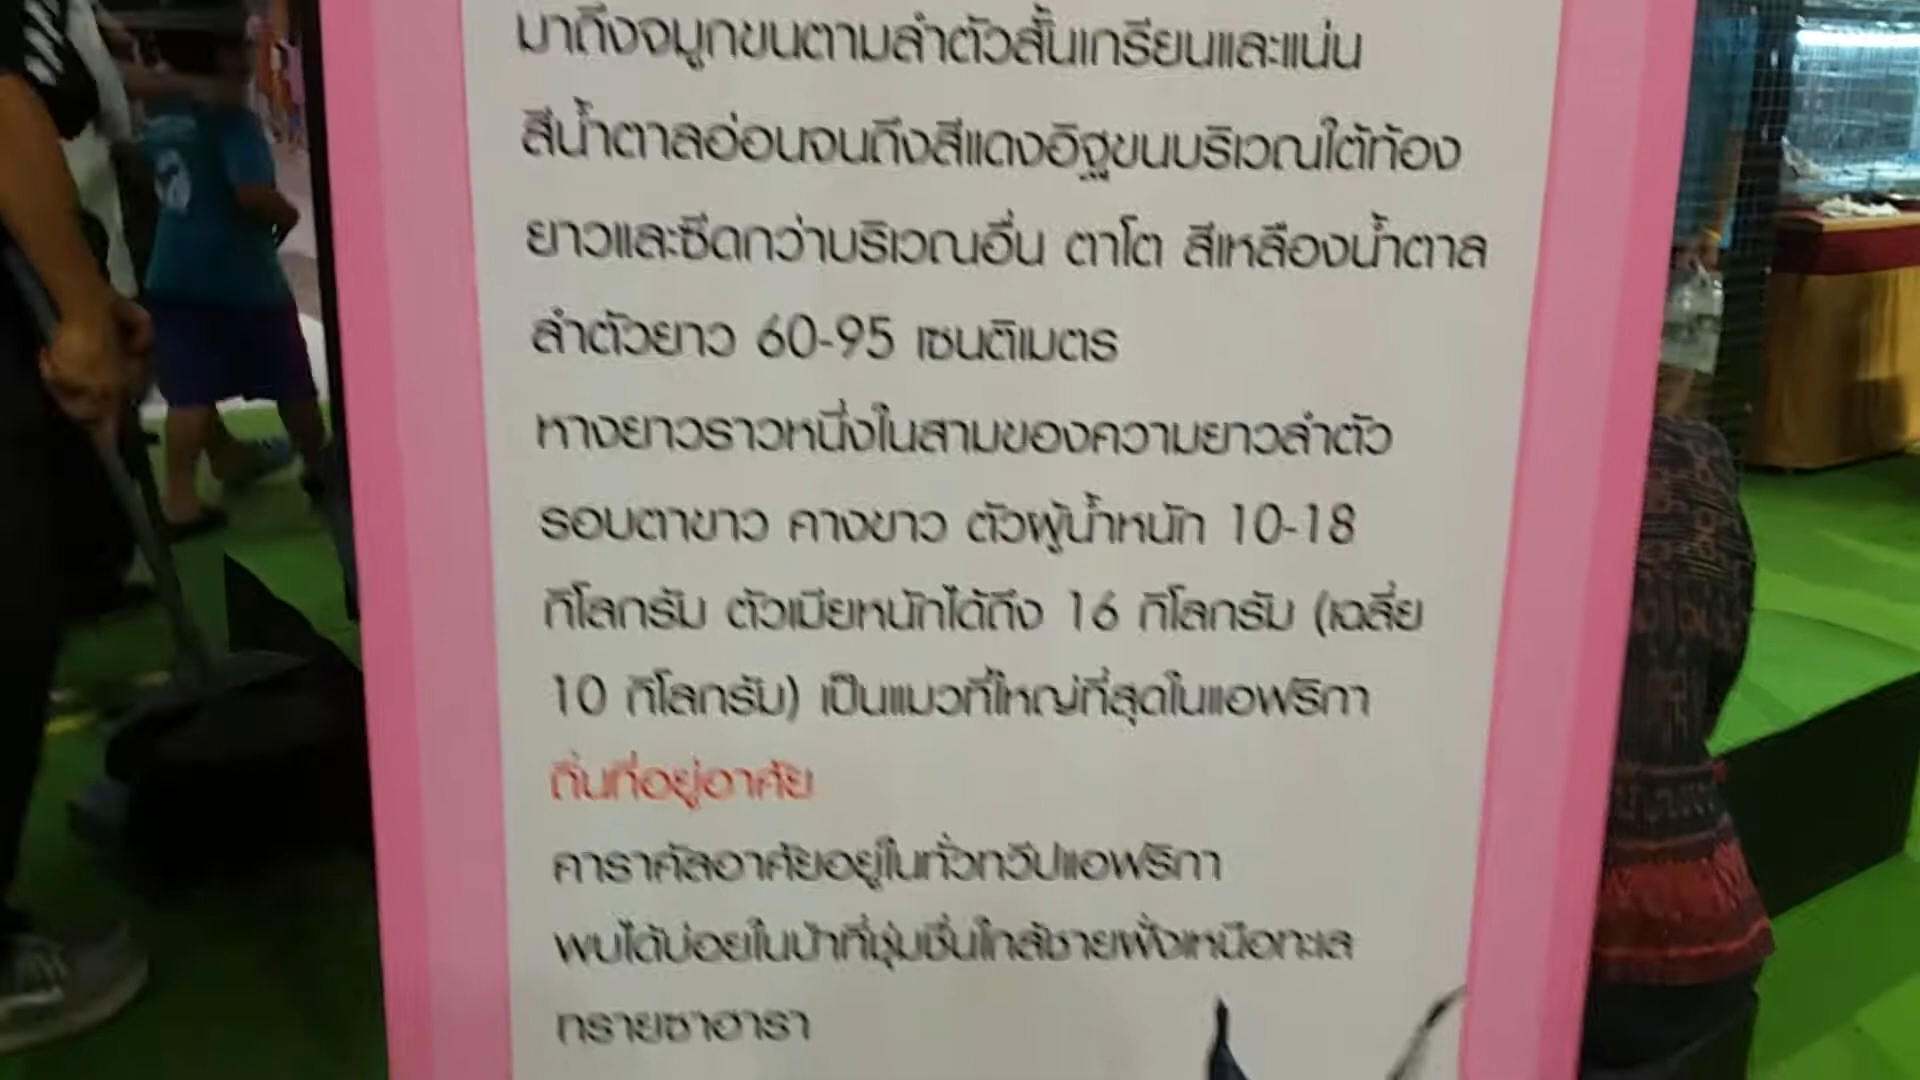 มาถึงจมูกขนตามลำตัวสั้นเกรียนและแน่น
สีน้ำตาลอ่อนจนถึงสีแดงอิฐขนบริเวณใต้ท้อง
ยาวและซีดกว่าบริเวณอื่น ตาโต สีเหลืองน้ำตาล
ลำตัวยาว 60-95 เซนติเมตร
หางยาวราวหนึ่งในสามของความยาวลำตัว
รอบตาขาว คางขาว ตัวผู้น้ำหนัก 10-18
กิโลกรัม ตัวเมียหนักได้ถึง 16 กิโลกรัม (เฉลี่ย
10 กิโลกรัม) เป็นแมวที่ใหญ่ที่สุดในแอฟริกา
ถิ่นที่อยู่อาศัย
คาราคัลอาศัยอยู่ในทั่วทวีปแอฟริกา
พบได้บ่อยในป่าที่ชุ่มชื่นใกล้ชายฝั่งเหนือทะเล
ทรายซาฮารา